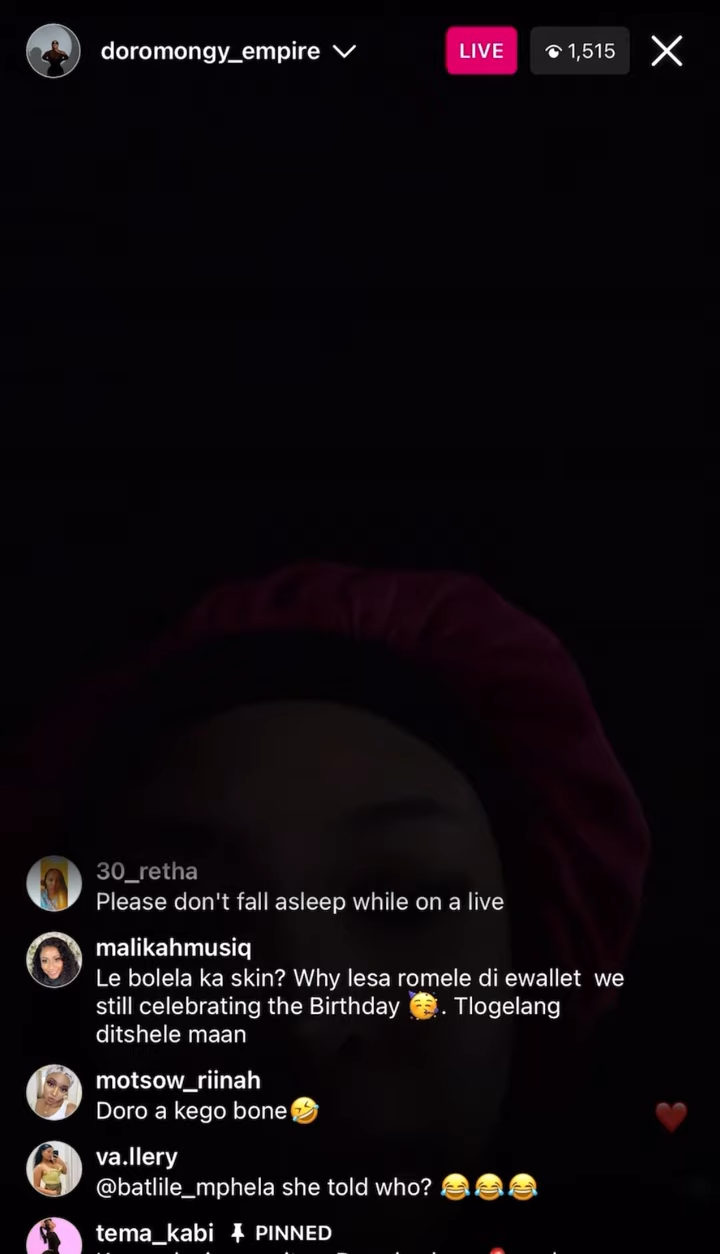 doromongy_empire
LIVE
1,515
30_retha
Please don't fall asleep while on a live
malikahmusiq
Le bolela ka skin? Why lesa romele di ewallet we
still celebrating the Birthday 🥳. Tlogelang
ditshele maan
motsow_riinah
Doro a kego bone🤣
va.llery
@batlile_mphela she told who? 😂😂😂
tema_kabi PINNED